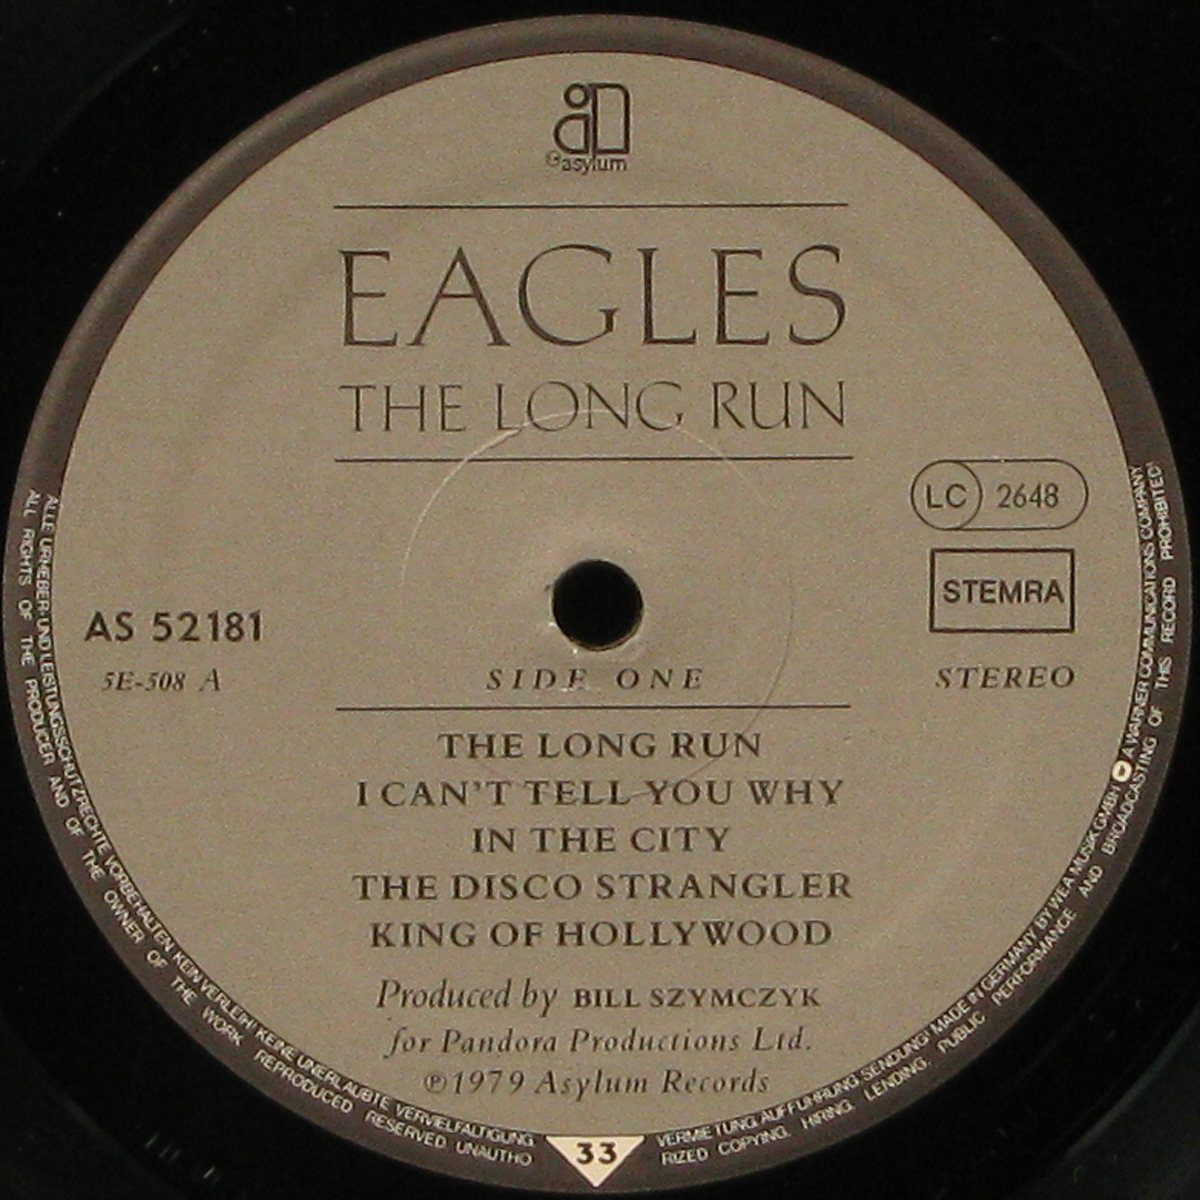 ©asylum
EAGLES
THE LONG RUN
LC 2648
STEMRA
AS 52181
5E-508 A
SIDE ONE
STEREO
THE LONG RUN
I CAN'T TELL YOU WHY
IN THE CITY
THE DISCO STRANGLER
KING OF HOLLYWOOD
Produced by BILL SZYMCZYK
for Pandora Productions Ltd.
℗1979 Asylum Records
33
ALLE URHEBER- UND LEISTUNGSSCHUTZRECHTE VORBEHALTEN KEIN VERLEIH! KEINE UNERLAUBTE VERVIELFÄLTIGUNG, VERMIETUNG, AUFFÜHRUNG, SENDUNG! MADE IN GERMANY BY WEA MUSIK GMBH A WARNER COMMUNICATIONS COMPANY
ALL RIGHTS OF THE PRODUCER AND OF THE OWNER OF THE WORK REPRODUCED RESERVED UNAUTHORIZED COPYING, HIRING, LENDING, PUBLIC PERFORMANCE AND BROADCASTING OF THIS RECORD PROHIBITED!